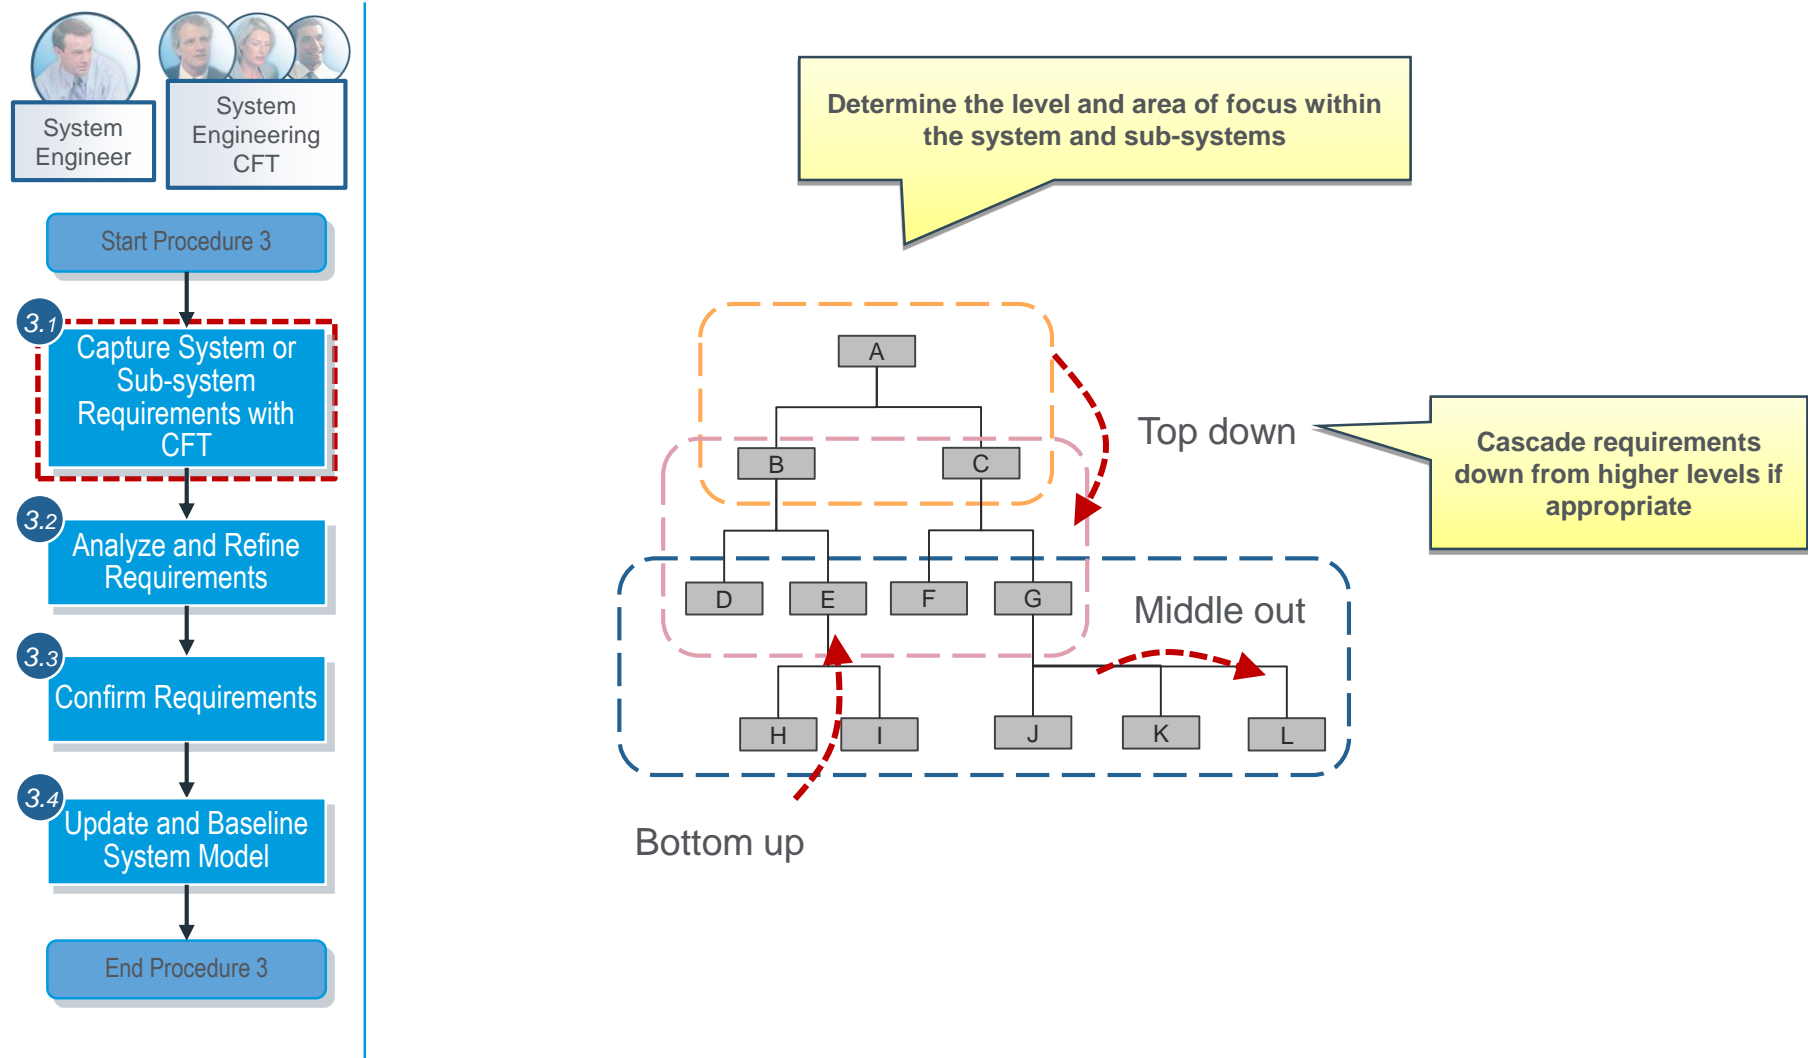 System
Engineer
System
Engineering
CFT
Start Procedure 3
3.1
Capture System or
Sub-system
Requirements with
CFT
3.2
Analyze and Refine
Requirements
3.3
Confirm Requirements
3.4
Update and Baseline
System Model
End Procedure 3
Determine the level and area of focus within
the system and sub-systems
A
B
C
Top down
Cascade requirements
down from higher levels if
appropriate
D
E
F
G
Middle out
H
I
J
K
L
Bottom up